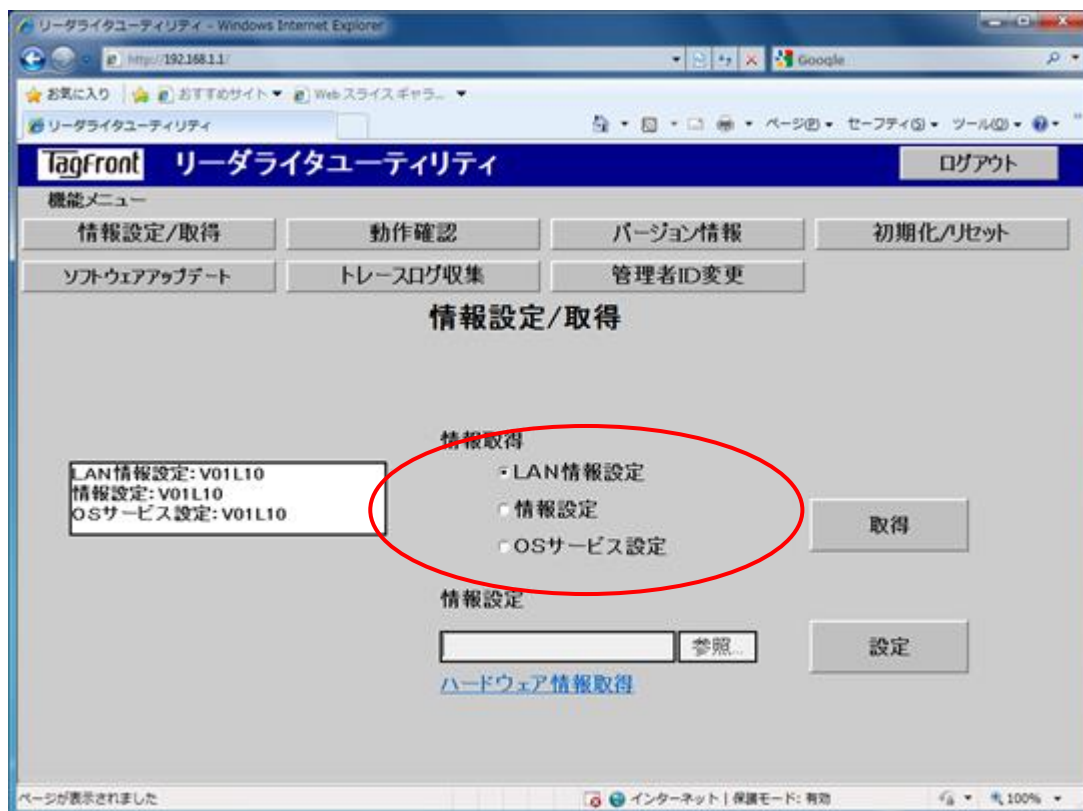 リーダライタユーティリティ - Windows Internet Explorer
http://192.168.1.1/
Google
お気に入り おすすめサイト Web スライス ギャラ...
リーダライタユーティリティ
ページ(P) セーフティ(S) ツール(O)
TagFront リーダライタユーティリティ ログアウト
機能メニュー
情報設定/取得 動作確認 バージョン情報 初期化/リセット
ソフトウェアアップデート トレースログ収集 管理者ID変更
情報設定/取得
情報取得
LAN情報設定:V01L10
情報設定:V01L10
OSサービス設定:V01L10
LAN情報設定
情報設定
OSサービス設定
取得
情報設定
参照...
設定
ハードウェア情報取得
ページが表示されました インターネット | 保護モード: 有効 100%